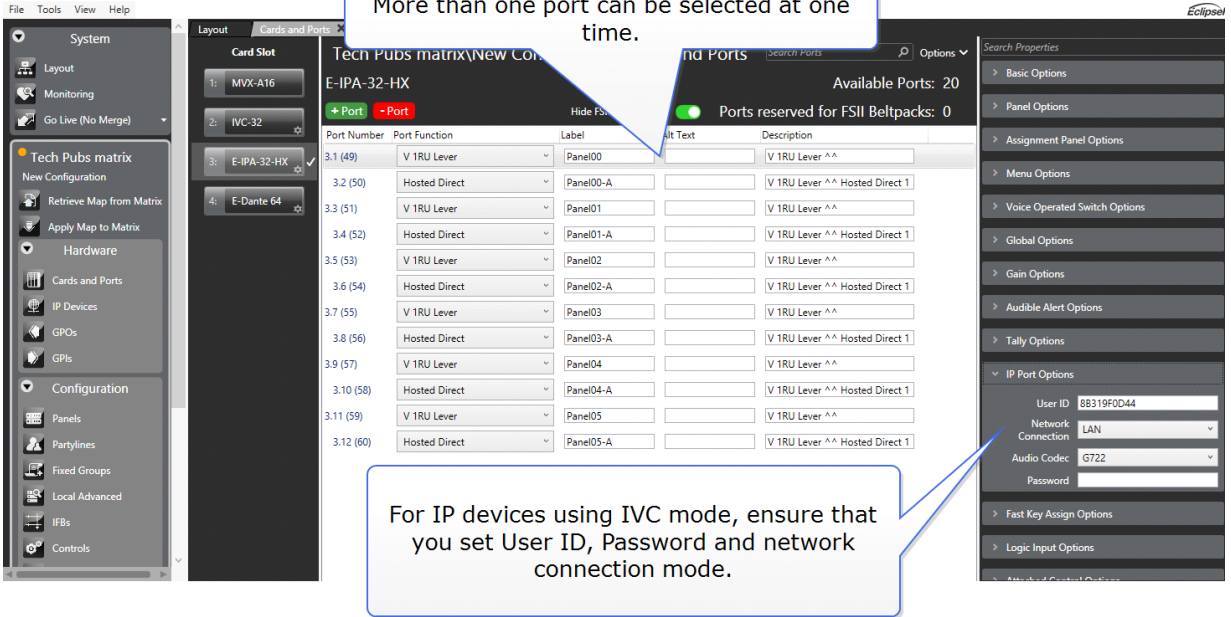 File Tools View Help
More than one port can be selected at one
time.
System
Layout
Monitoring
Go Live (No Merge)
Tech Pubs matrix
New Configuration
Retrieve Map from Matrix
Apply Map to Matrix
Hardware
Cards and Ports
IP Devices
GPOs
GPIs
Configuration
Panels
Partylines
Fixed Groups
Local Advanced
IFBs
Controls
Layout Cards and Ports X
Card Slot
1: MVX-A16
2: IVC-32
3: E-IPA-32-HX
4: E-Dante 64
Tech Pubs matrix\New Ports Search Ports Options
E-IPA-32-HX Available Ports: 20
+ Port - Port Hide Ports reserved for FSII Beltpacks: 0
Port Number Port Function Label Alt Text Description
3.1 (49) V 1RU Lever Panel00 V 1RU Lever ^^
3.2 (50) Hosted Direct Panel00-A V 1RU Lever ^^ Hosted Direct 1
3.3 (51) V 1RU Lever Panel01 V 1RU Lever ^^
3.4 (52) Hosted Direct Panel01-A V 1RU Lever ^^ Hosted Direct 1
3.5 (53) V 1RU Lever Panel02 V 1RU Lever ^^
3.6 (54) Hosted Direct Panel02-A V 1RU Lever ^^ Hosted Direct 1
3.7 (55) V 1RU Lever Panel03 V 1RU Lever ^^
3.8 (56) Hosted Direct Panel03-A V 1RU Lever ^^ Hosted Direct 1
3.9 (57) V 1RU Lever Panel04 V 1RU Lever ^^
3.10 (58) Hosted Direct Panel04-A V 1RU Lever ^^ Hosted Direct 1
3.11 (59) V 1RU Lever Panel05 V 1RU Lever ^^
3.12 (60) Hosted Direct Panel05-A V 1RU Lever ^^ Hosted Direct 1
For IP devices using IVC mode, ensure that
you set User ID, Password and network
connection mode.
Search Properties
Basic Options
Panel Options
Assignment Panel Options
Menu Options
Voice Operated Switch Options
Global Options
Gain Options
Audible Alert Options
Tally Options
IP Port Options
User ID 8B319F0D44
Network
Connection LAN
Audio Codec G722
Password
Fast Key Assign Options
Logic Input Options